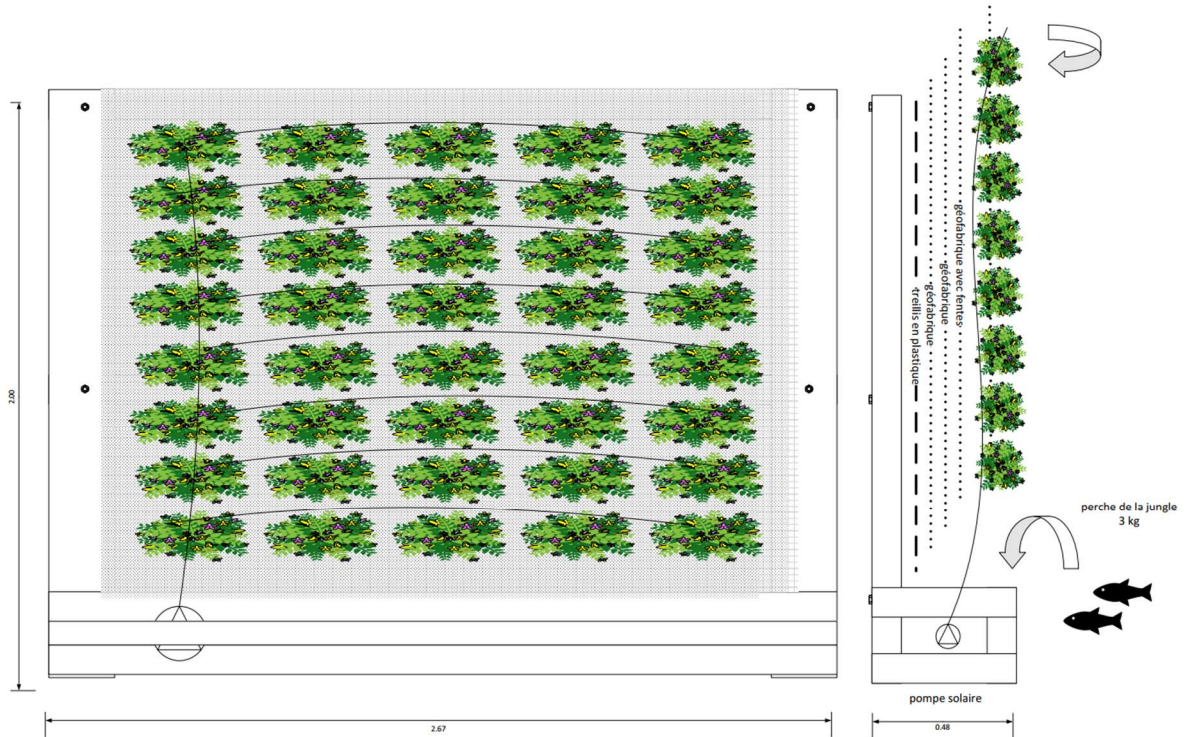 2.00
2.67
treillis en plastique
géofabrique
géofabrique
géofabrique avec fentes
perche de la jungle
3 kg
pompe solaire
0.48